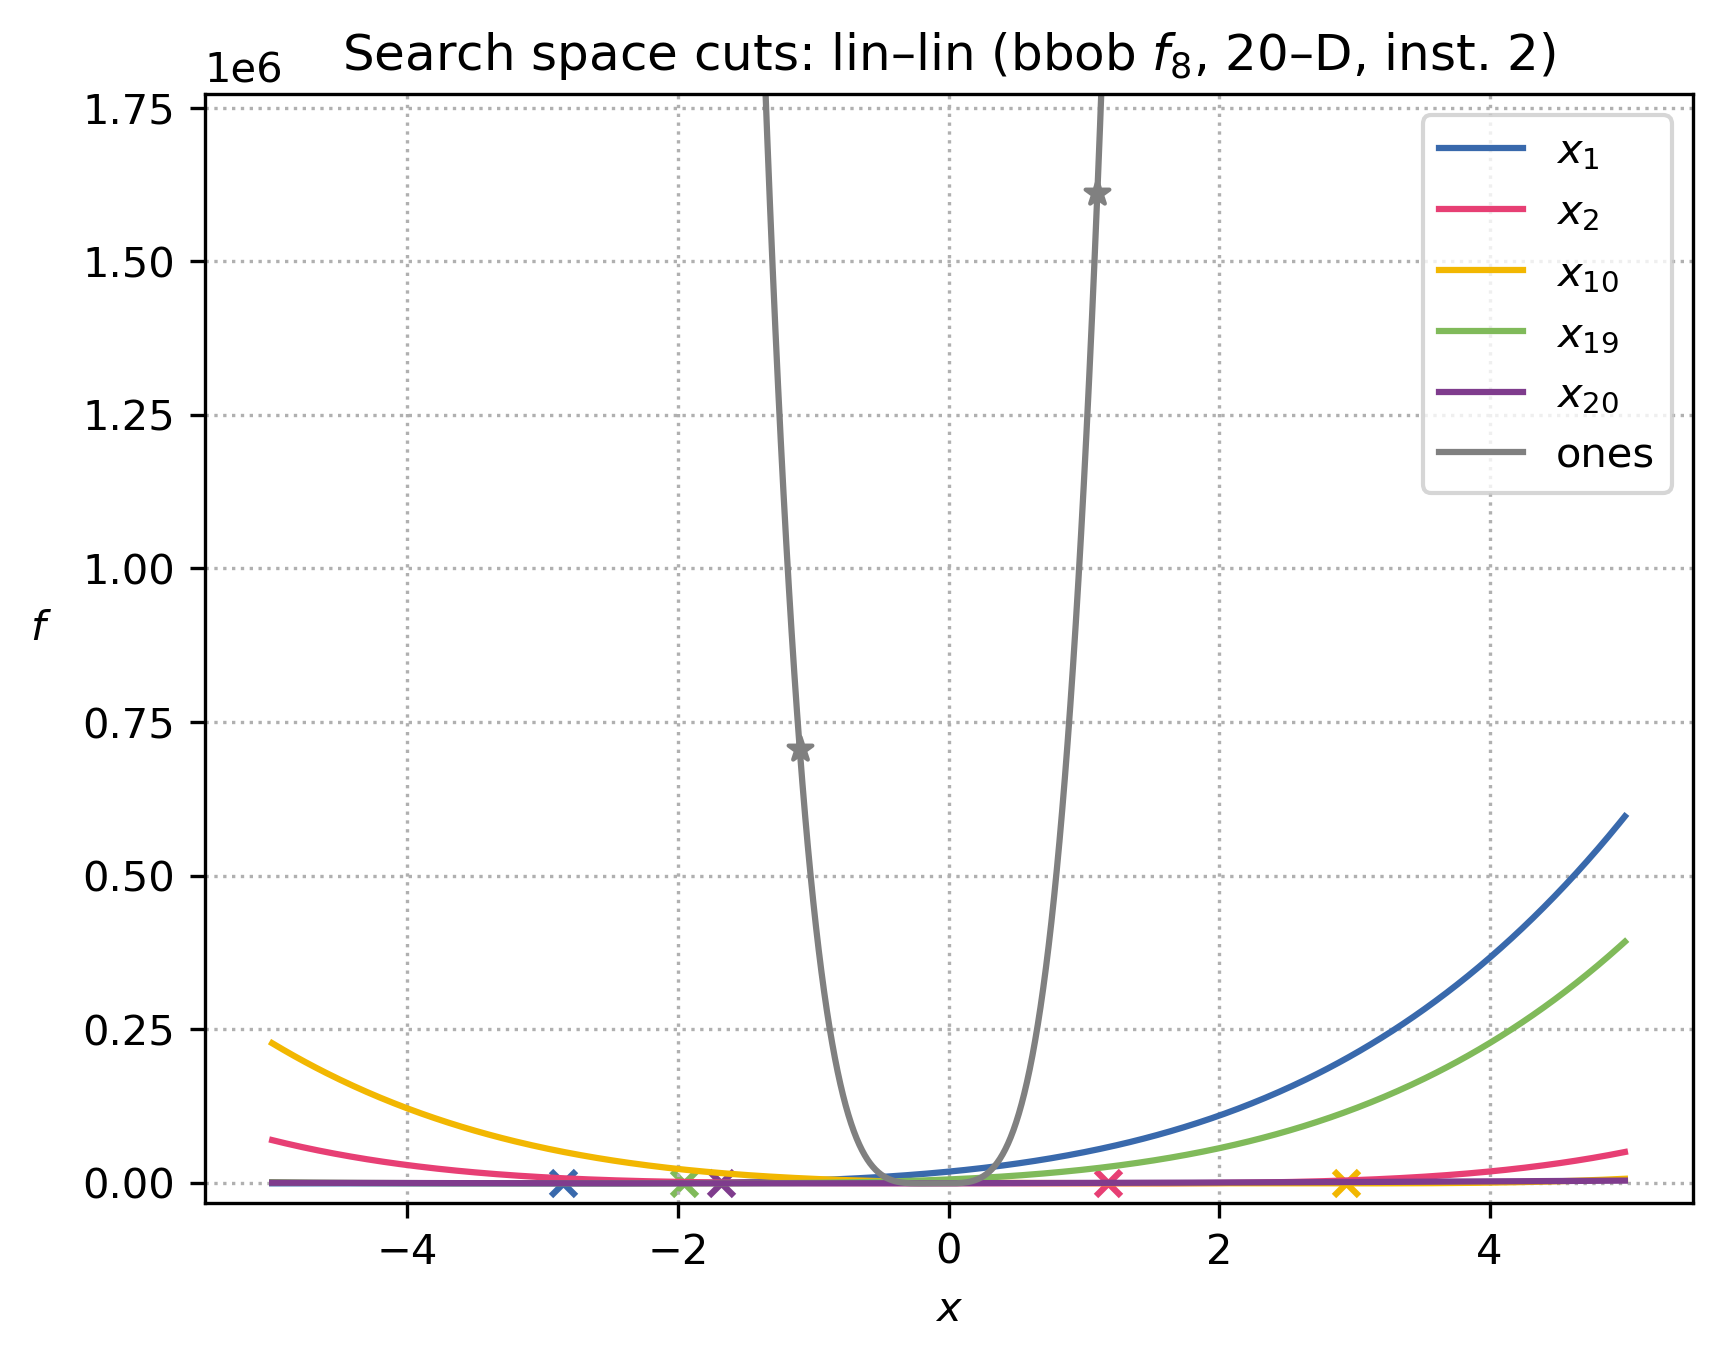 Search space cuts: lin–lin (bbob f8, 20–D, inst. 2)
1e6
1.75
1.50
1.25
1.00
0.75
0.50
0.25
0.00
f
−4
−2
0
2
4
x
x1
x2
x10
x19
x20
ones